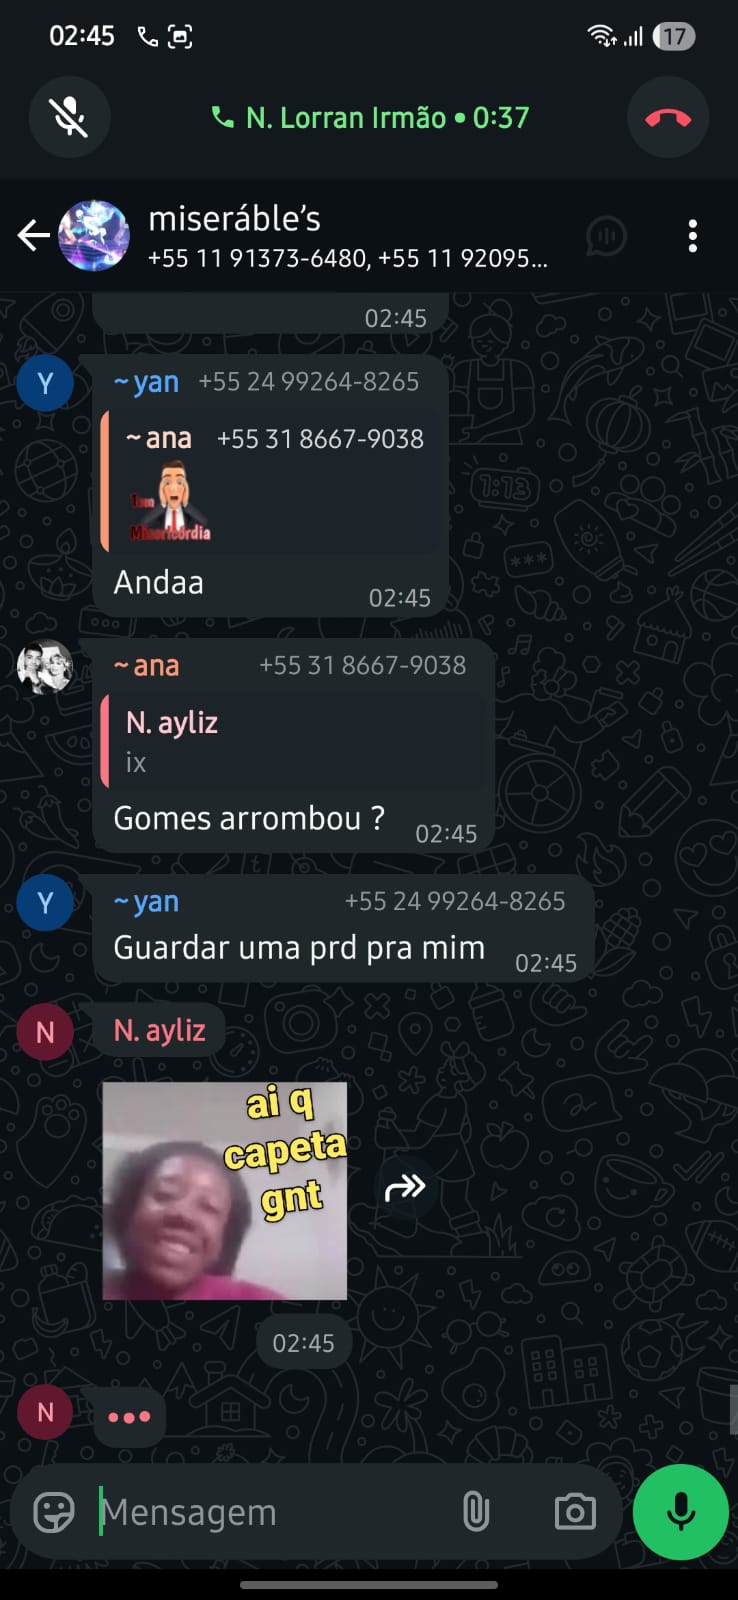 02:45
17
N. Lorran Irmão • 0:37
miseráble's
+55 11 91373-6480, +55 11 92095...
02:45
~yan +55 24 99264-8265
~ana +55 31 8667-9038
Tem
Misericórdia
Andaa
02:45
~ana +55 31 8667-9038
N. ayliz
ix
Gomes arrombou ?
02:45
~yan +55 24 99264-8265
Guardar uma prd pra mim
02:45
N. ayliz
ai q
capeta
gnt
02:45
Mensagem